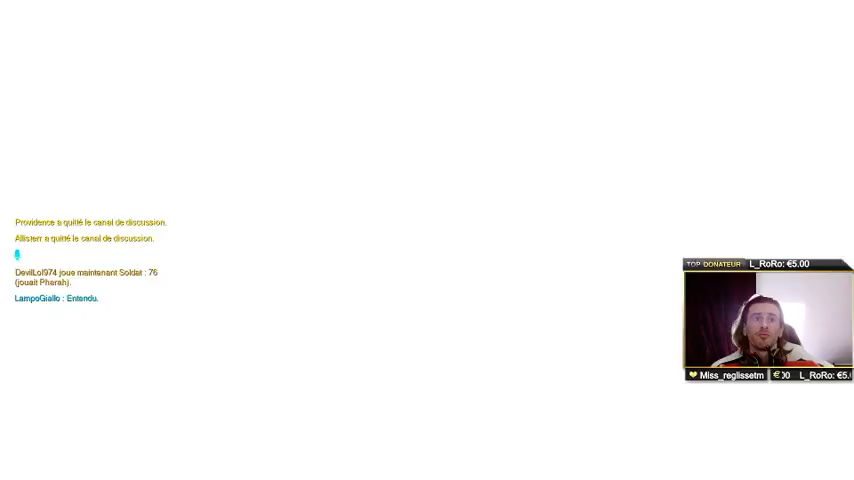 Providence a quitté le canal de discussion.
Allisterr a quitté le canal de discussion.
DevilLol974 joue maintenant Soldat : 76
(jouait Pharah).
LampoGiallo : Entendu.
TOP DONATEUR L_RoRo: €5.00
Miss_reglissetm €00 L_RoRo: €5.